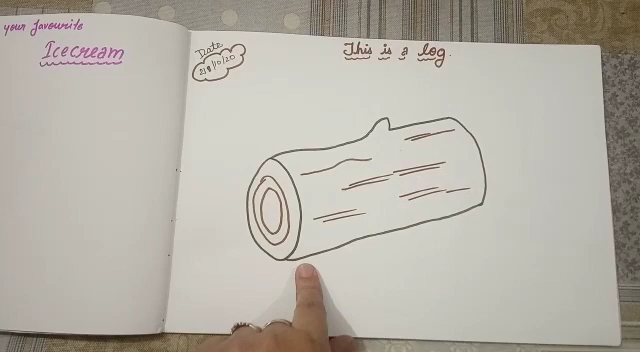 your favourite
Icecream
Date
28/10/20
This is a log.